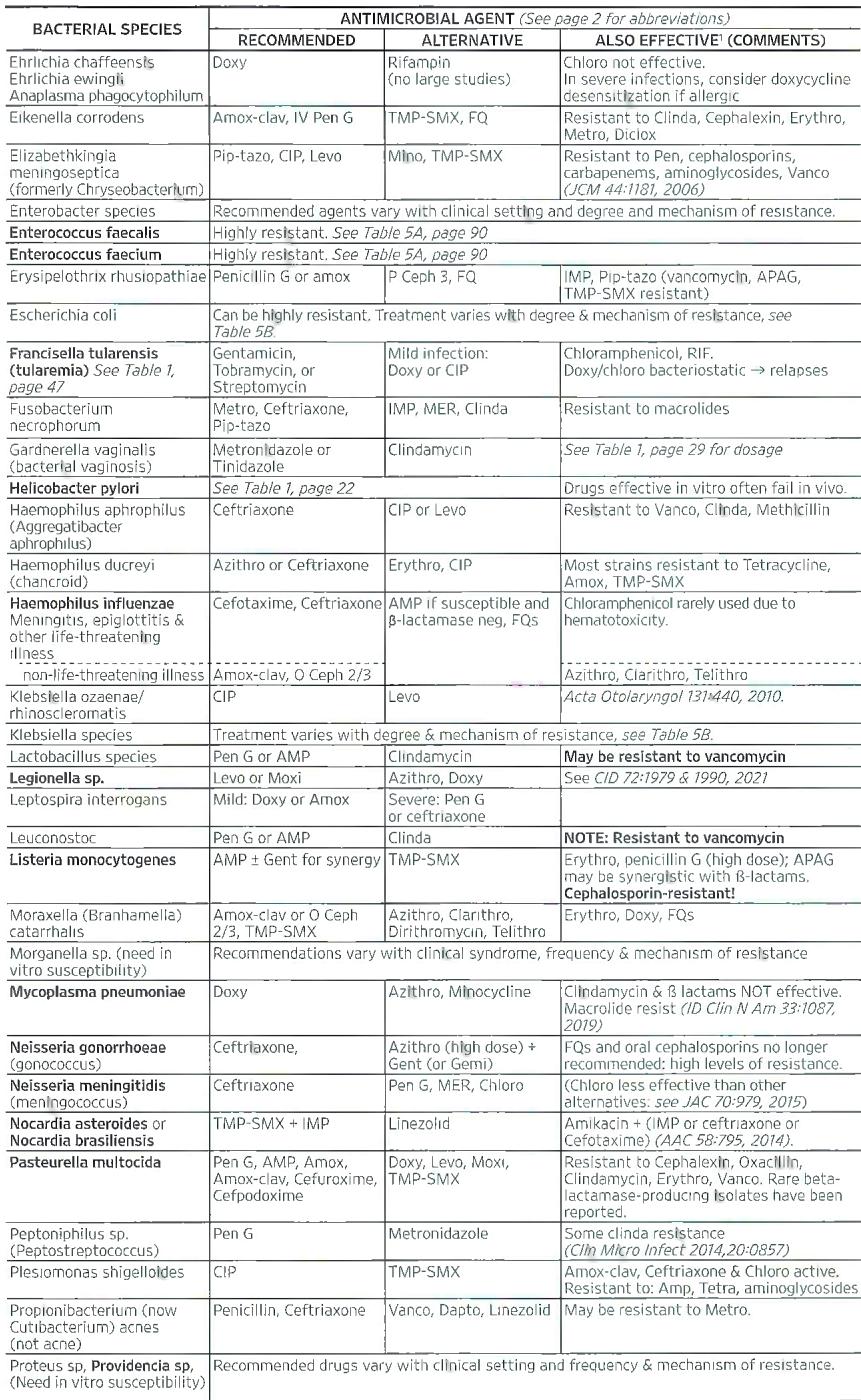 BACTERIAL SPECIES
ANTIMICROBIAL AGENT (See page 2 for abbreviations)
RECOMMENDED
ALTERNATIVE
ALSO EFFECTIVE¹ (COMMENTS)
Ehrlichia chaffeensis
Ehrlichia ewingii
Anaplasma phagocytophilum
Doxy
Rifampin
(no large studies)
Chloro not effective.
In severe infections, consider doxycycline
desensitization if allergic
Eikenella corrodens
Amox-clav, IV Pen G
TMP-SMX, FQ
Resistant to Clinda, Cephalexin, Erythro,
Metro, Diclox
Elizabethkingia
meningoseptica
(formerly Chryseobacterium)
Pip-tazo, CIP, Levo
Mino, TMP-SMX
Resistant to Pen, cephalosporins,
carbapenems, aminoglycosides, Vanco
(JCM 44:1181, 2006)
Enterobacter species
Recommended agents vary with clinical setting and degree and mechanism of resistance.
Enterococcus faecalis
Highly resistant. See Table 5A, page 90
Enterococcus faecium
Highly resistant. See Table 5A, page 90
Erysipelothrix rhusiopathiae
Penicillin G or amox
P Ceph 3, FQ
IMP, Pip-tazo (vancomycin, APAG,
TMP-SMX resistant)
Escherichia coli
Can be highly resistant. Treatment varies with degree & mechanism of resistance, see
Table 5B.
Francisella tularensis
(tularemia) See Table 1,
page 47
Gentamicin,
Tobramycin, or
Streptomycin
Mild infection:
Doxy or CIP
Chloramphenicol, RIF.
Doxy/chloro bacteriostatic → relapses
Fusobacterium
necrophorum
Metro, Ceftriaxone,
Pip-tazo
IMP, MER, Clinda
Resistant to macrolides
Gardnerella vaginalis
(bacterial vaginosis)
Metronidazole or
Tinidazole
Clindamycin
See Table 1, page 29 for dosage
Helicobacter pylori
See Table 1, page 22
Drugs effective in vitro often fail in vivo.
Haemophilus aphrophilus
(Aggregatibacter
aphrophilus)
Ceftriaxone
CIP or Levo
Resistant to Vanco, Clinda, Methicillin
Haemophilus ducreyi
(chancroid)
Azithro or Ceftriaxone
Erythro, CIP
Most strains resistant to Tetracycline,
Amox, TMP-SMX
Haemophilus influenzae
Meningitis, epiglottitis &
other life-threatening
illness
Cefotaxime, Ceftriaxone
AMP if susceptible and
β-lactamase neg, FQs
Chloramphenicol rarely used due to
hematotoxicity.
non-life-threatening illness
Amox-clav, O Ceph 2/3
Azithro, Clarithro, Telithro
Klebsiella ozaenae/
rhinoscleromatis
CIP
Levo
Acta Otolaryngol 131:440, 2010.
Klebsiella species
Treatment varies with degree & mechanism of resistance, see Table 5B.
Lactobacillus species
Pen G or AMP
Clindamycin
May be resistant to vancomycin
Legionella sp.
Levo or Moxi
Azithro, Doxy
See CID 72:1979 & 1990, 2021
Leptospira interrogans
Mild: Doxy or Amox
Severe: Pen G
or ceftriaxone
Leuconostoc
Pen G or AMP
Clinda
NOTE: Resistant to vancomycin
Listeria monocytogenes
AMP ± Gent for synergy
TMP-SMX
Erythro, penicillin G (high dose); APAG
may be synergistic with ß-lactams.
Cephalosporin-resistant!
Moraxella (Branhamella)
catarrhalis
Amox-clav or O Ceph
2/3, TMP-SMX
Azithro, Clarithro,
Dirithromycin, Telithro
Erythro, Doxy, FQs
Morganella sp. (need in
vitro susceptibility)
Recommendations vary with clinical syndrome, frequency & mechanism of resistance
Mycoplasma pneumoniae
Doxy
Azithro, Minocycline
Clindamycin & ß lactams NOT effective.
Macrolide resist (ID Clin N Am 33:1087,
2019)
Neisseria gonorrhoeae
(gonococcus)
Ceftriaxone,
Azithro (high dose) +
Gent (or Gemi)
FQs and oral cephalosporins no longer
recommended: high levels of resistance.
Neisseria meningitidis
(meningococcus)
Ceftriaxone
Pen G, MER, Chloro
(Chloro less effective than other
alternatives: see JAC 70:979, 2015)
Nocardia asteroides or
Nocardia brasiliensis
TMP-SMX + IMP
Linezolid
Amikacin + (IMP or ceftriaxone or
Cefotaxime) (AAC 58:795, 2014).
Pasteurella multocida
Pen G, AMP, Amox,
Amox-clav, Cefuroxime,
Cefpodoxime
Doxy, Levo, Moxi,
TMP-SMX
Resistant to Cephalexin, Oxacillin,
Clindamycin, Erythro, Vanco. Rare beta-
lactamase-producing isolates have been
reported.
Peptoniphilus sp.
(Peptostreptococcus)
Pen G
Metronidazole
Some clinda resistance
(Clin Micro Infect 2014,20:O857)
Plesiomonas shigelloides
CIP
TMP-SMX
Amox-clav, Ceftriaxone & Chloro active.
Resistant to: Amp, Tetra, aminoglycosides
Propionibacterium (now
Cutibacterium) acnes
(not acne)
Penicillin, Ceftriaxone
Vanco, Dapto, Linezolid
May be resistant to Metro.
Proteus sp, Providencia sp,
(Need in vitro susceptibility)
Recommended drugs vary with clinical setting and frequency & mechanism of resistance.